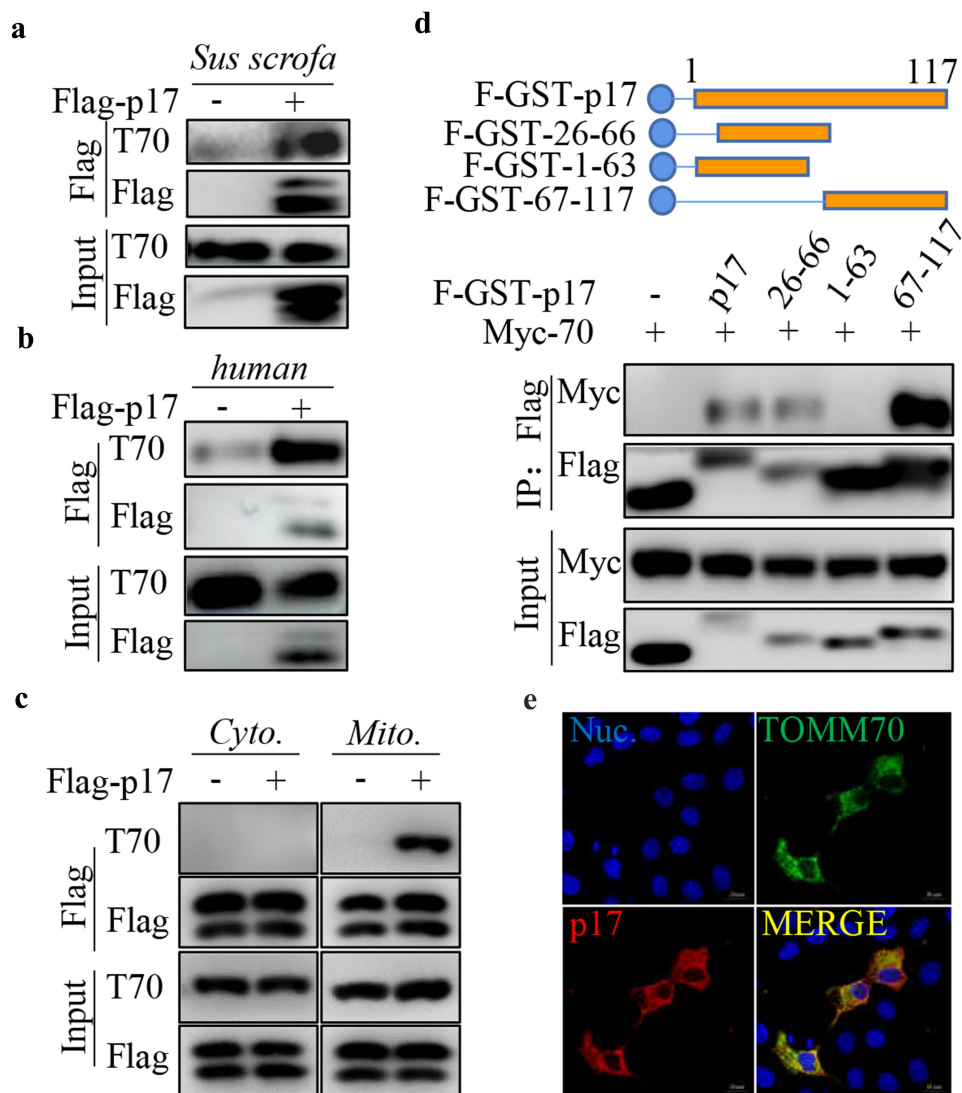 a
Sus scrofa
Flag-p17 - +
Flag
T70
Flag
Input
T70
Flag
b
human
Flag-p17 - +
Flag
T70
Flag
Input
T70
Flag
c
Cyto. Mito.
Flag-p17 - + - +
Flag
T70
Flag
Input
T70
Flag
d
1 117
F-GST-p17
F-GST-26-66
F-GST-1-63
F-GST-67-117
F-GST-p17 - p17 26-66 1-63 67-117
Myc-70 + + + + +
IP: Flag
Myc
Flag
Input
Myc
Flag
e
Nuc. TOMM70
p17 MERGE